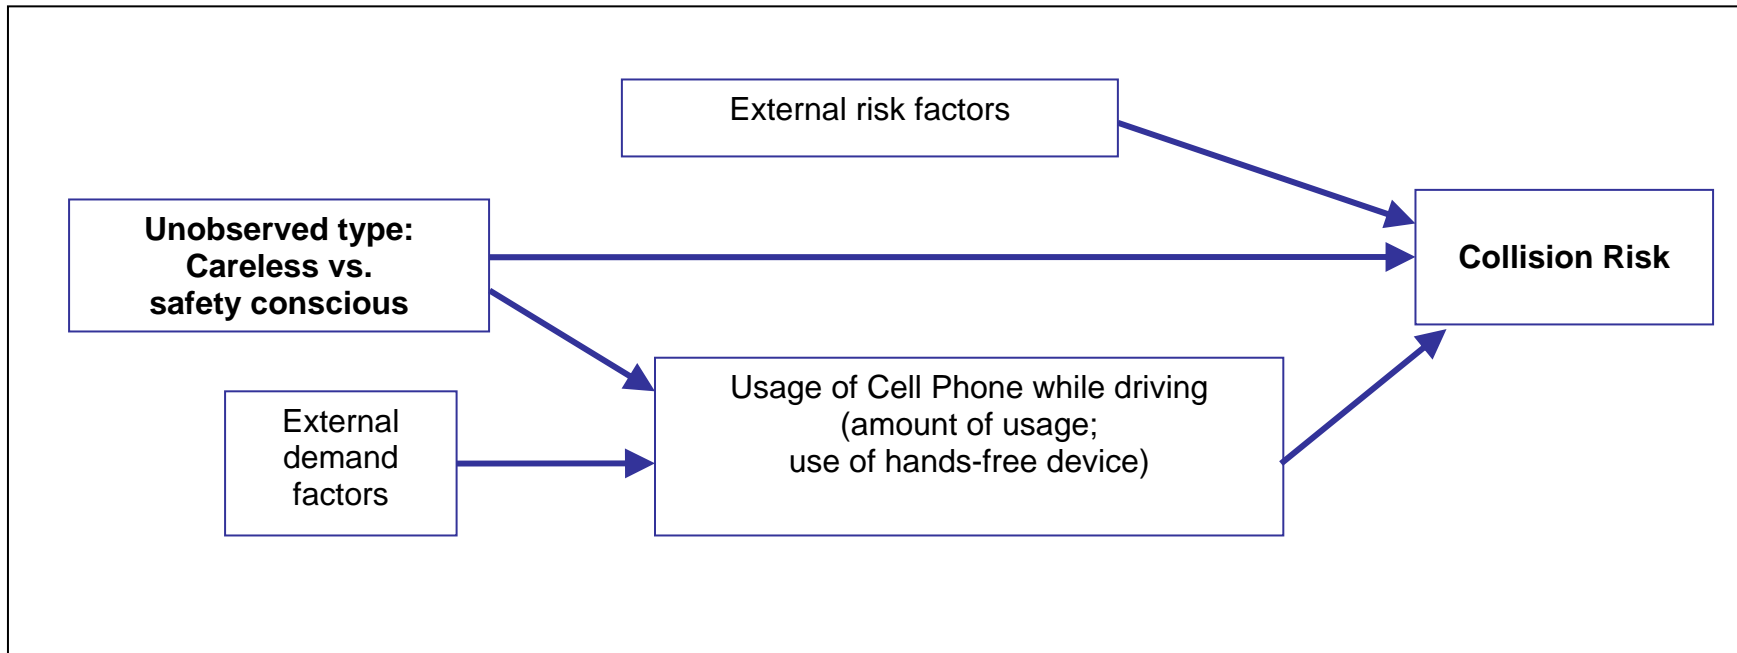 External risk factors
Unobserved type:
Careless vs.
safety conscious
Collision Risk
External
demand
factors
Usage of Cell Phone while driving
(amount of usage;
use of hands-free device)